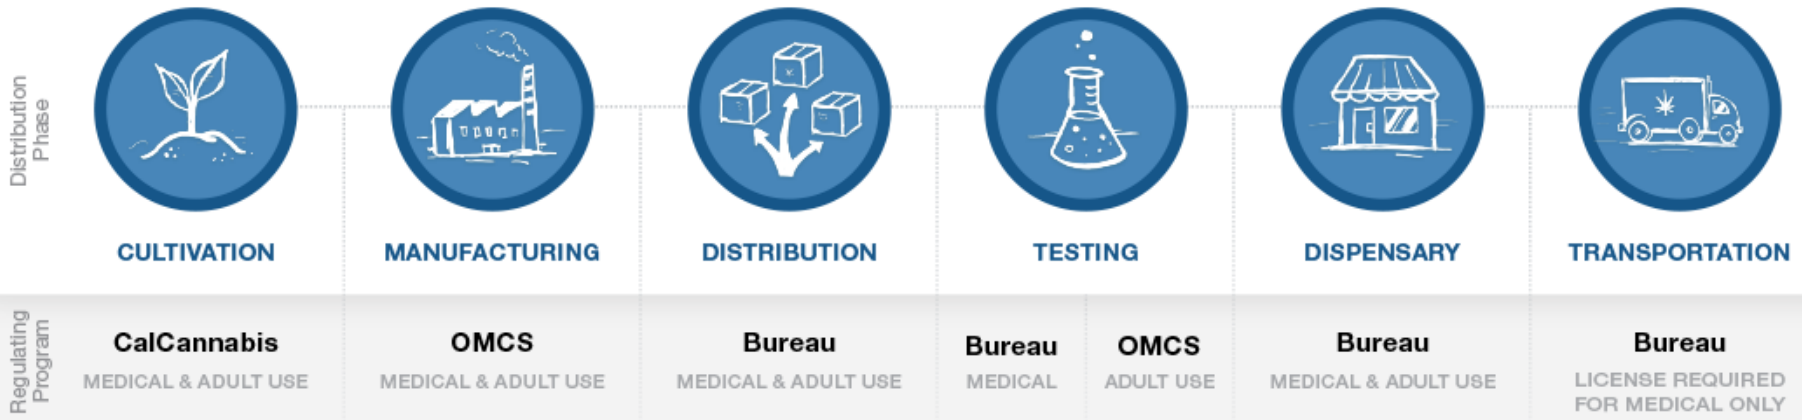 Distribution
Phase
CULTIVATION
MANUFACTURING
DISTRIBUTION
TESTING
DISPENSARY
TRANSPORTATION
Regulating
Program
CalCannabis
MEDICAL & ADULT USE
OMCS
MEDICAL & ADULT USE
Bureau
MEDICAL & ADULT USE
Bureau
MEDICAL
OMCS
ADULT USE
Bureau
MEDICAL & ADULT USE
Bureau
LICENSE REQUIRED
FOR MEDICAL ONLY